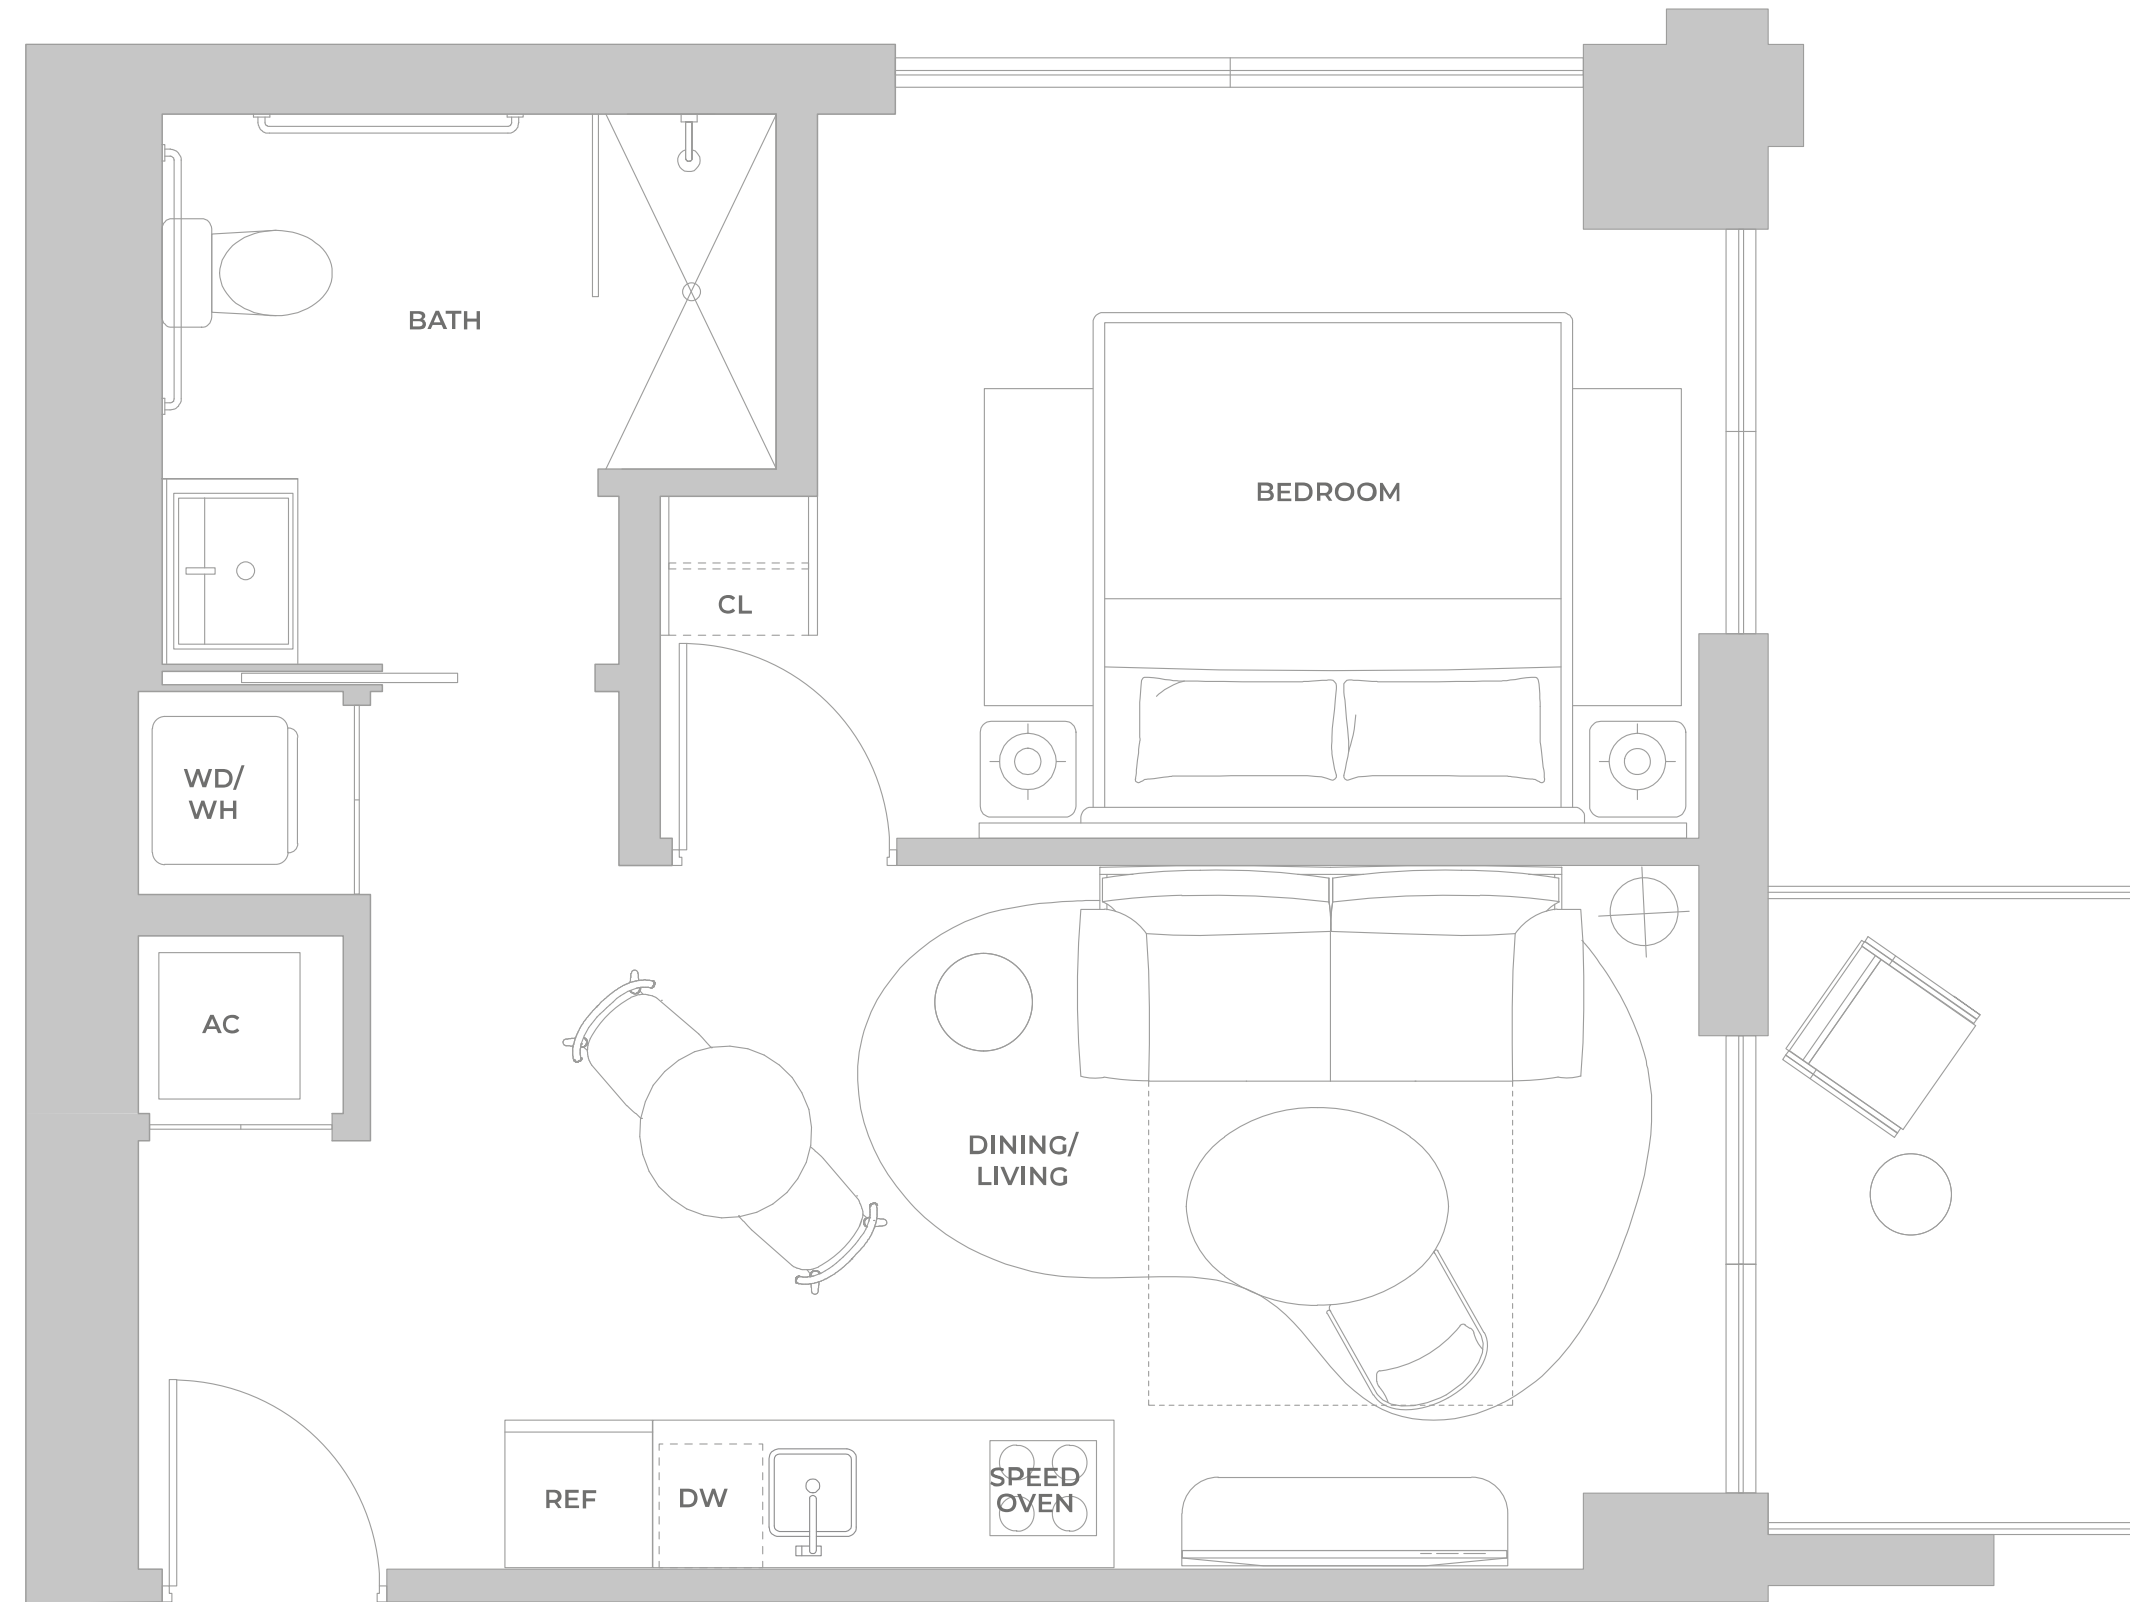 BATH
BEDROOM
CL
WD/
WH
AC
DINING/
LIVING
REF
DW
SPEED
OVEN